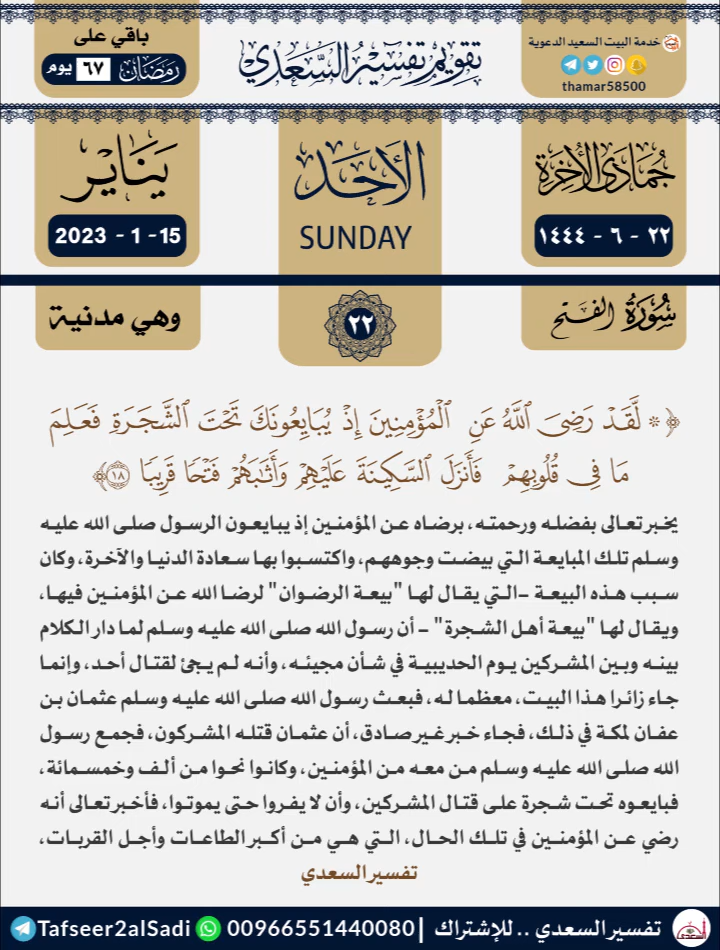 باقي على
رمضان ٦٧ يوم
تقويم تفسير السعدي
خدمة البيت السعيد الدعوية
thamar58500
يناير
2023 - 1 - 15
الأحد
SUNDAY
جمادى الآخرة
٢٢ - ٦ - ١٤٤٤
سورة الفتح
٢٢
وهي مدنية
﴿ ۞ لَّقَدْ رَضِيَ ٱللَّهُ عَنِ ٱلْمُؤْمِنِينَ إِذْ يُبَايِعُونَكَ تَحْتَ ٱلشَّجَرَةِ فَعَلِمَ
مَا فِي قُلُوبِهِمْ فَأَنزَلَ ٱلسَّكِينَةَ عَلَيْهِمْ وَأَثَٰبَهُمْ فَتْحًا قَرِيبًا ١٨ ﴾
يخبر تعالى بفضله ورحمته، برضاه عن المؤمنين إذ يبايعون الرسول صلى الله عليه
وسلم تلك المبايعة التي بيضت وجوههم، واكتسبوا بها سعادة الدنيا والآخرة، وكان
سبب هذه البيعة -التي يقال لها "بيعة الرضوان" لرضا الله عن المؤمنين فيها،
ويقال لها "بيعة أهل الشجرة" - أن رسول الله صلى الله عليه وسلم لما دار الكلام
بينه وبين المشركين يوم الحديبية في شأن مجيئه، وأنه لم يجئ لقتال أحد، وإنما
جاء زائرا هذا البيت، معظما له، فبعث رسول الله صلى الله عليه وسلم عثمان بن
عفان لمكة في ذلك، فجاء خبر غير صادق، أن عثمان قتله المشركون، فجمع رسول
الله صلى الله عليه وسلم من معه من المؤمنين، وكانوا نحوا من ألف وخمسمائة،
فبايعوه تحت شجرة على قتال المشركين، وأن لا يفروا حتى يموتوا، فأخبر تعالى أنه
رضي عن المؤمنين في تلك الحال، التي هي من أكبر الطاعات وأجل القربات،
تفسير السعدي
تفسير السعدي .. للإشتراك | 00966551440080 Tafseer2alSadi
السعدي